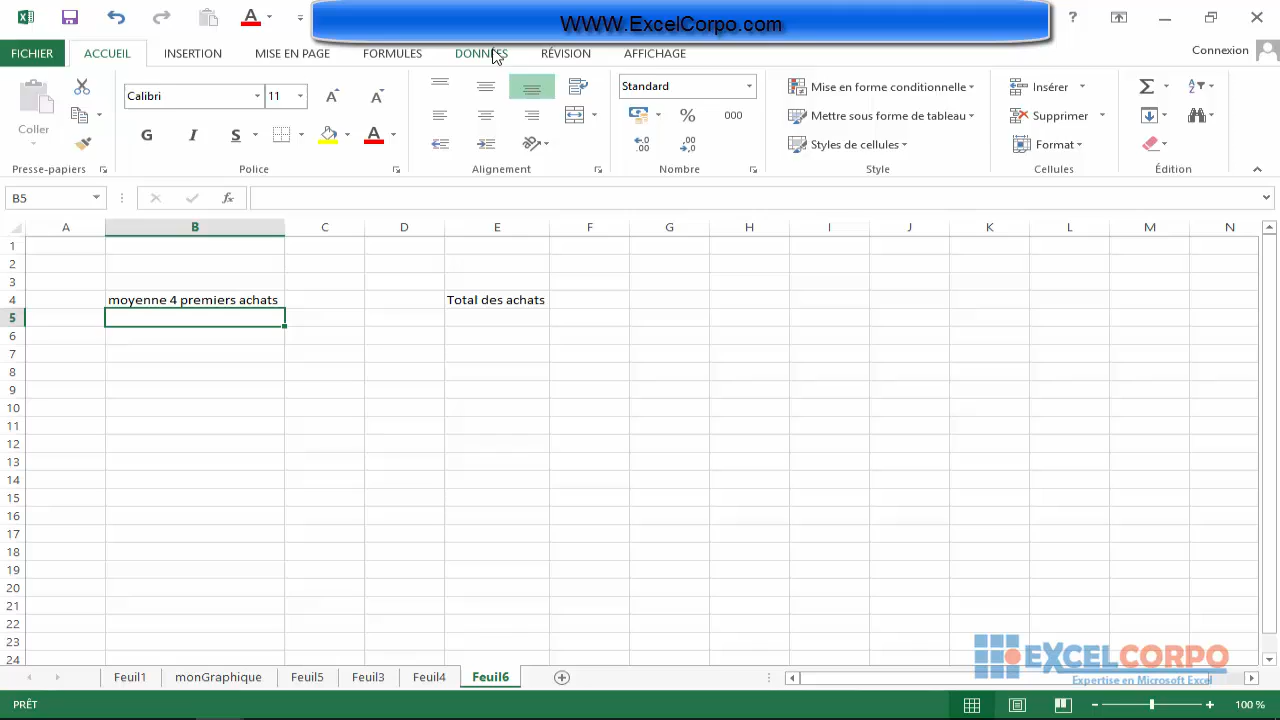 WWW.ExcelCorpo.com
?
FICHIER ACCUEIL INSERTION MISE EN PAGE FORMULES DONNÉES RÉVISION AFFICHAGE Connexion
Coller
Calibri 11
Standard
G I S A
% 000
Mise en forme conditionnelle
Mettre sous forme de tableau
Styles de cellules
Insérer
Supprimer
Format
Presse-papiers Police Alignement Nombre Style Cellules Édition
B5 fx
A B C D E F G H I J K L M N
1
2
3
4 moyenne 4 premiers achats Total des achats
5
6
7
8
9
10
11
12
13
14
15
16
17
18
19
20
21
22
23
24
EXCELCORPO
Expertise en Microsoft Excel
Feuil1 monGraphique Feuil5 Feuil3 Feuil4 Feuil6
PRÊT 100 %